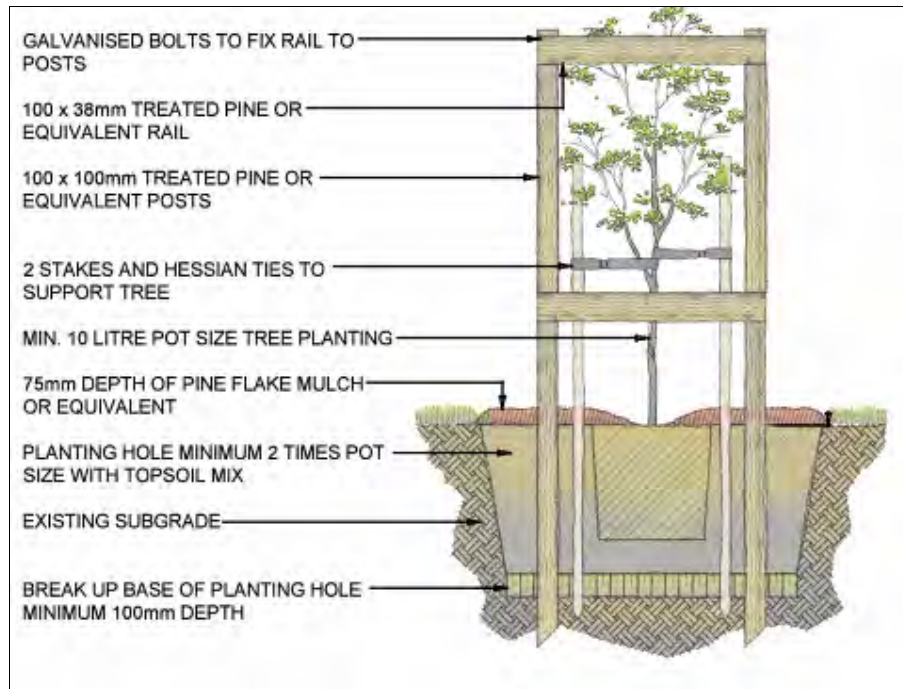 GALVANISED BOLTS TO FIX RAIL TO
POSTS
100 x 38mm TREATED PINE OR
EQUIVALENT RAIL
100 x 100mm TREATED PINE OR
EQUIVALENT POSTS
2 STAKES AND HESSIAN TIES TO
SUPPORT TREE
MIN. 10 LITRE POT SIZE TREE PLANTING
75mm DEPTH OF PINE FLAKE MULCH
OR EQUIVALENT
PLANTING HOLE MINIMUM 2 TIMES POT
SIZE WITH TOPSOIL MIX
EXISTING SUBGRADE
BREAK UP BASE OF PLANTING HOLE
MINIMUM 100mm DEPTH